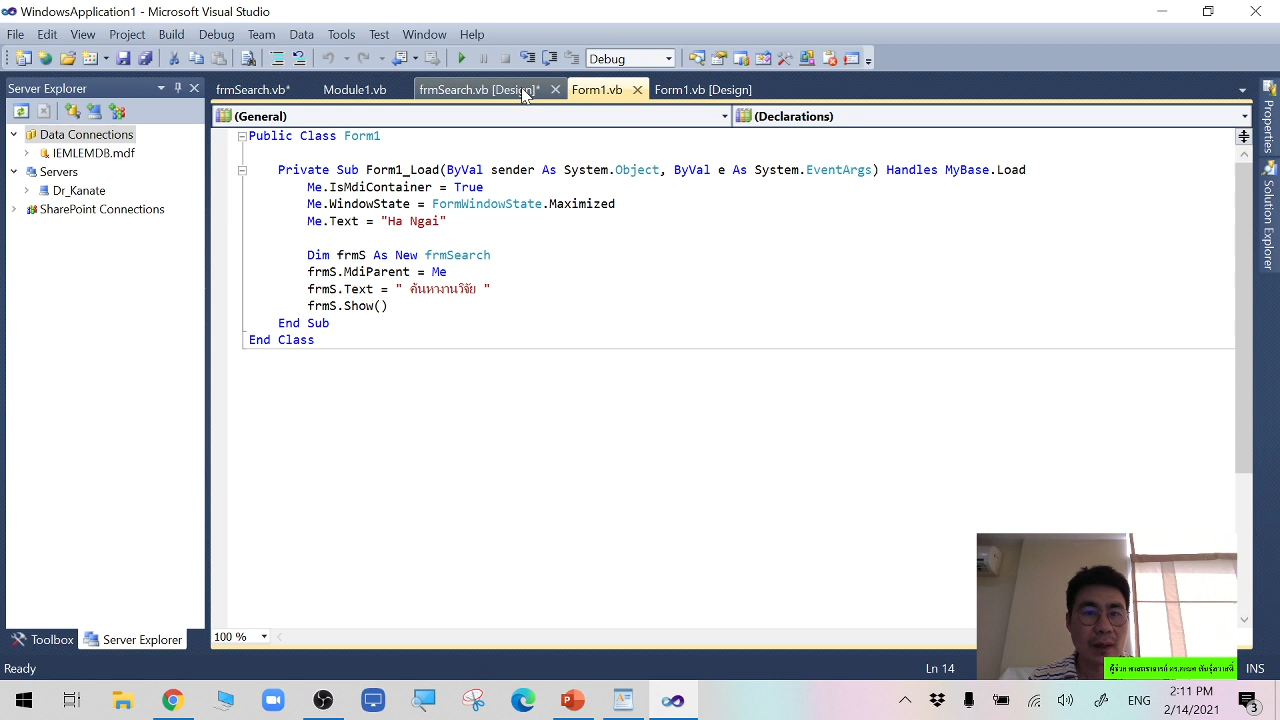 WindowsApplication1 - Microsoft Visual Studio
File Edit View Project Build Debug Team Data Tools Test Window Help
Debug
Server Explorer
frmSearch.vb* Module1.vb frmSearch.vb [Design]* Form1.vb Form1.vb [Design]
(General) (Declarations)
Data Connections
IEMLEMDB.mdf
Servers
Dr_Kanate
SharePoint Connections
Public Class Form1
Private Sub Form1_Load(ByVal sender As System.Object, ByVal e As System.EventArgs) Handles MyBase.Load
Me.IsMdiContainer = True
Me.WindowState = FormWindowState.Maximized
Me.Text = "Ha Ngai"
Dim frmS As New frmSearch
frmS.MdiParent = Me
frmS.Text = " ค้นหางานวิจัย "
frmS.Show()
End Sub
End Class
Properties
Solution Explorer
100 %
Toolbox Server Explorer
Ready Ln 14 INS
ENG 2:11 PM
2/14/2021
3